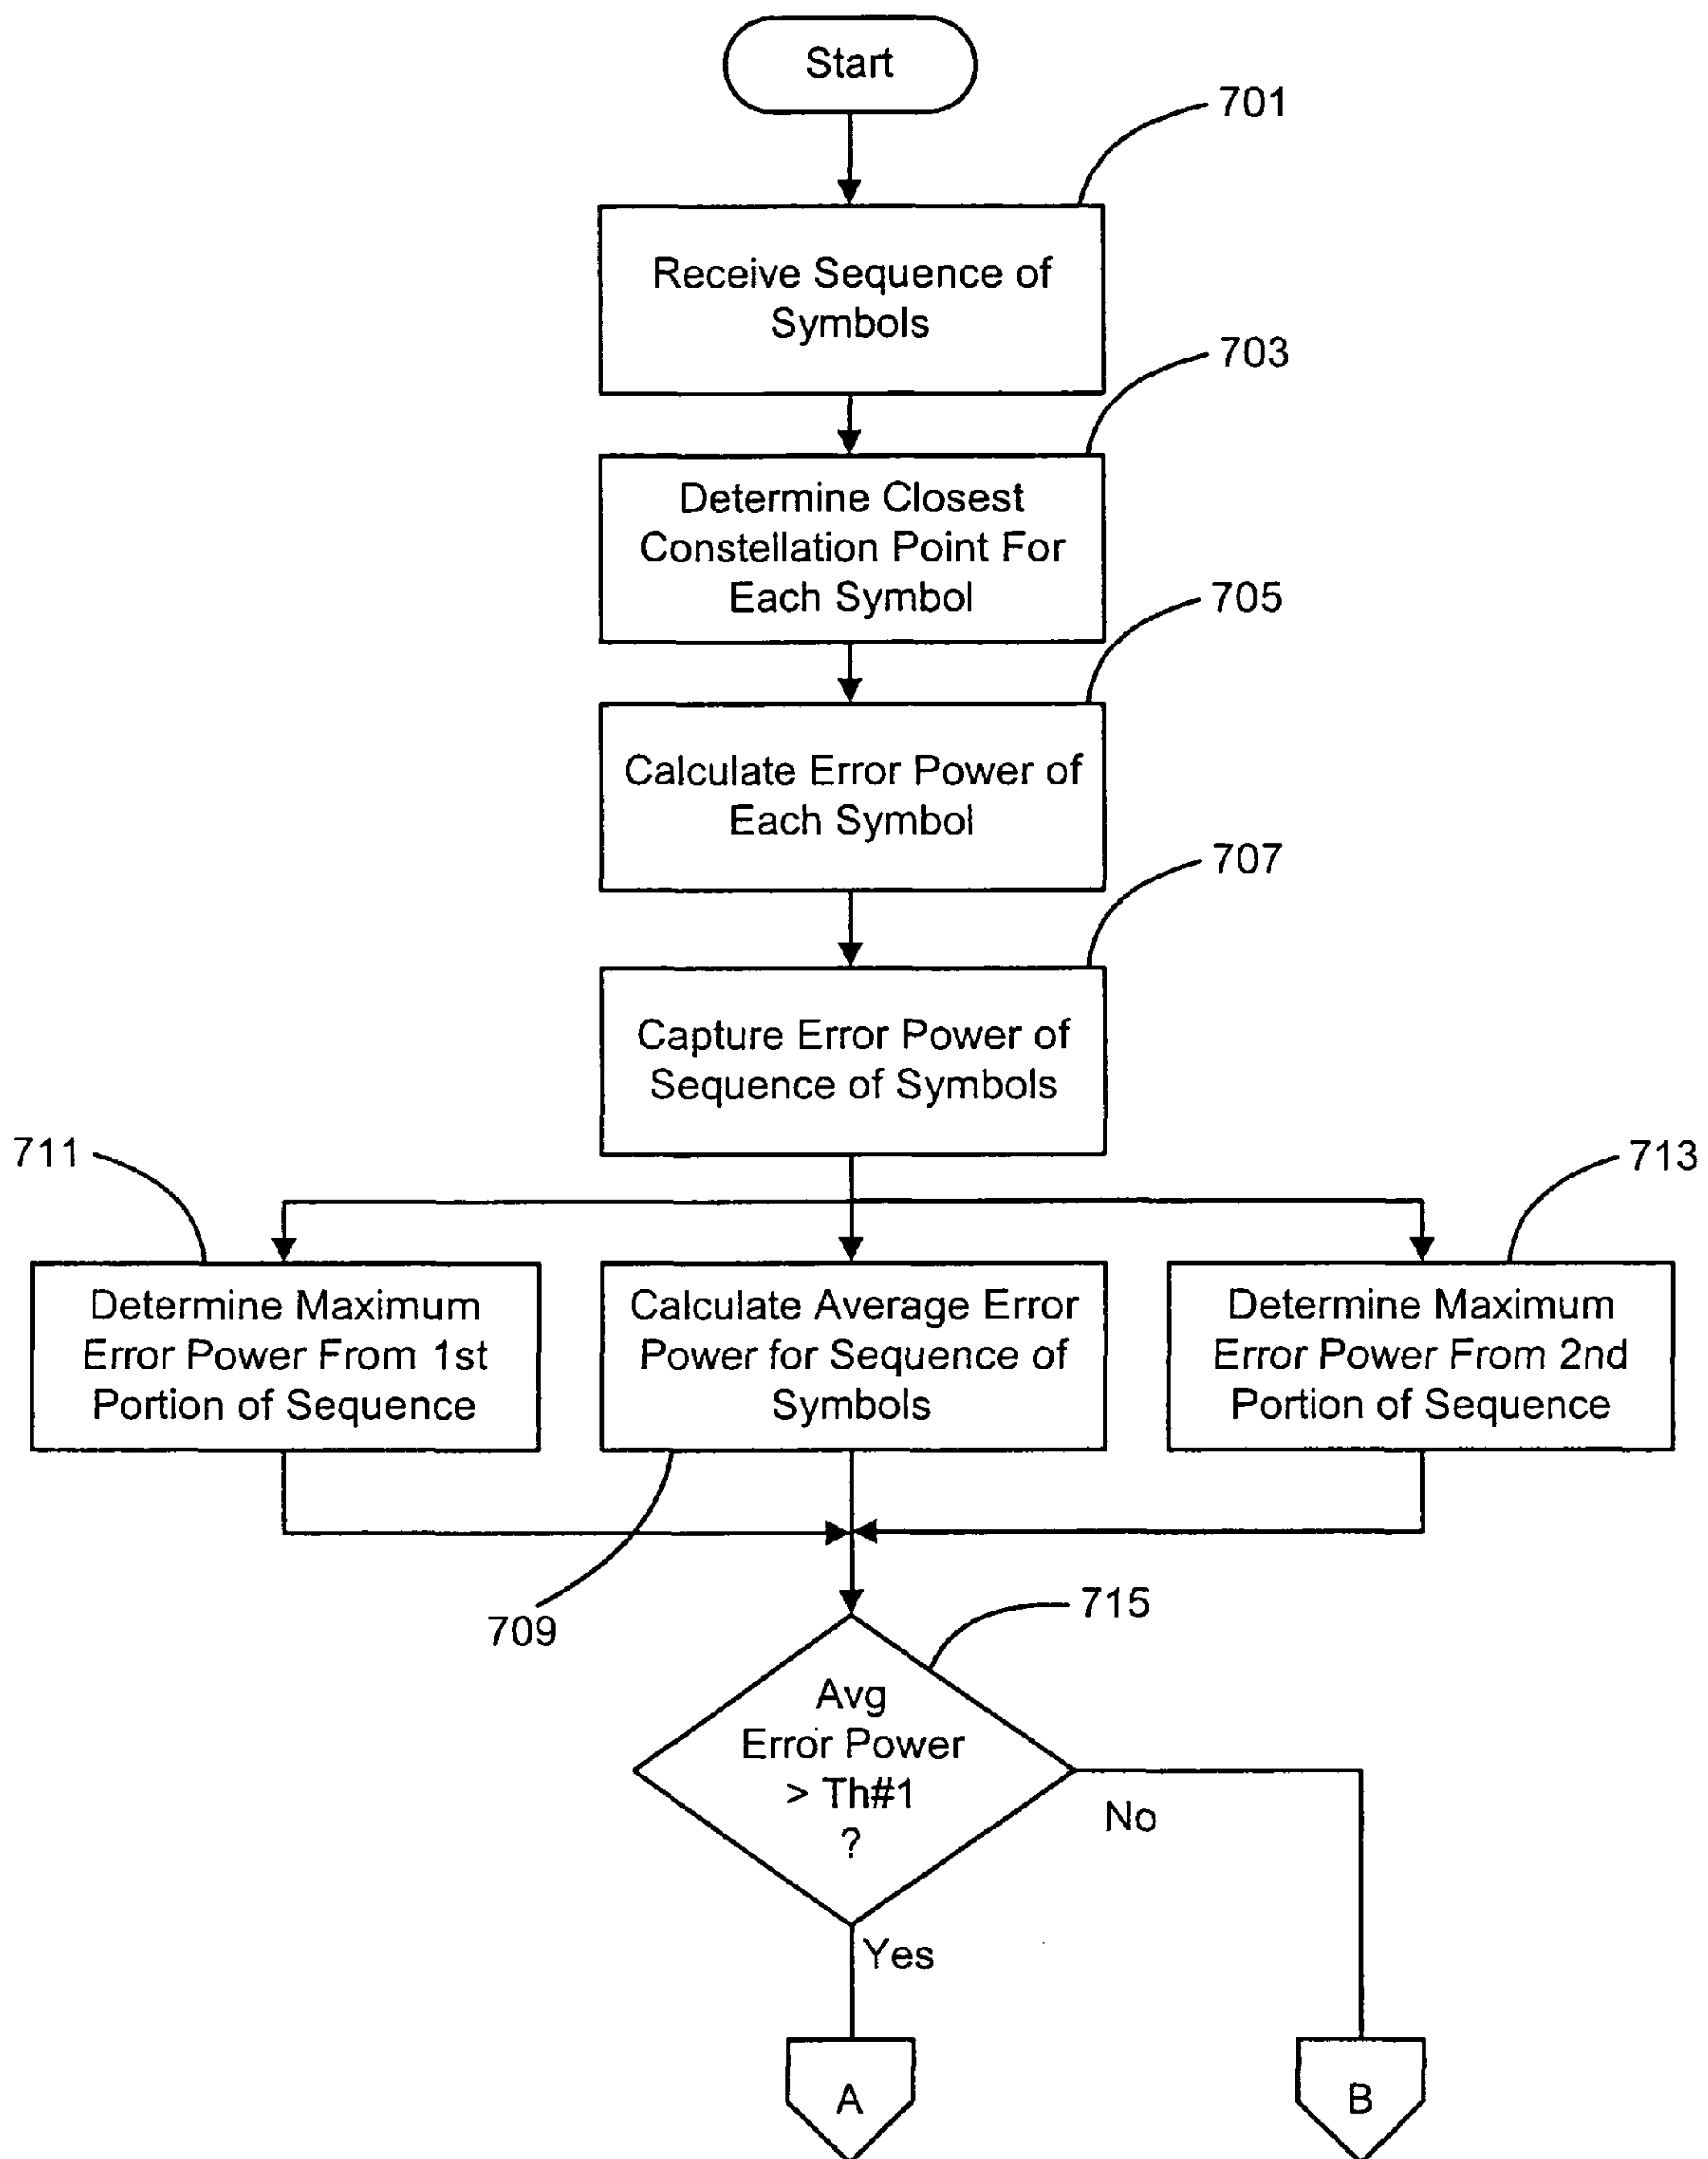 Start
701
Receive Sequence of
Symbols
703
Determine Closest
Constellation Point For
Each Symbol
705
Calculate Error Power of
Each Symbol
707
Capture Error Power of
Sequence of Symbols
711
713
Determine Maximum
Error Power From 1st
Portion of Sequence
Calculate Average Error
Power for Sequence of
Symbols
Determine Maximum
Error Power From 2nd
Portion of Sequence
709
715
Avg
Error Power
> Th#1
?
No
Yes
A
B